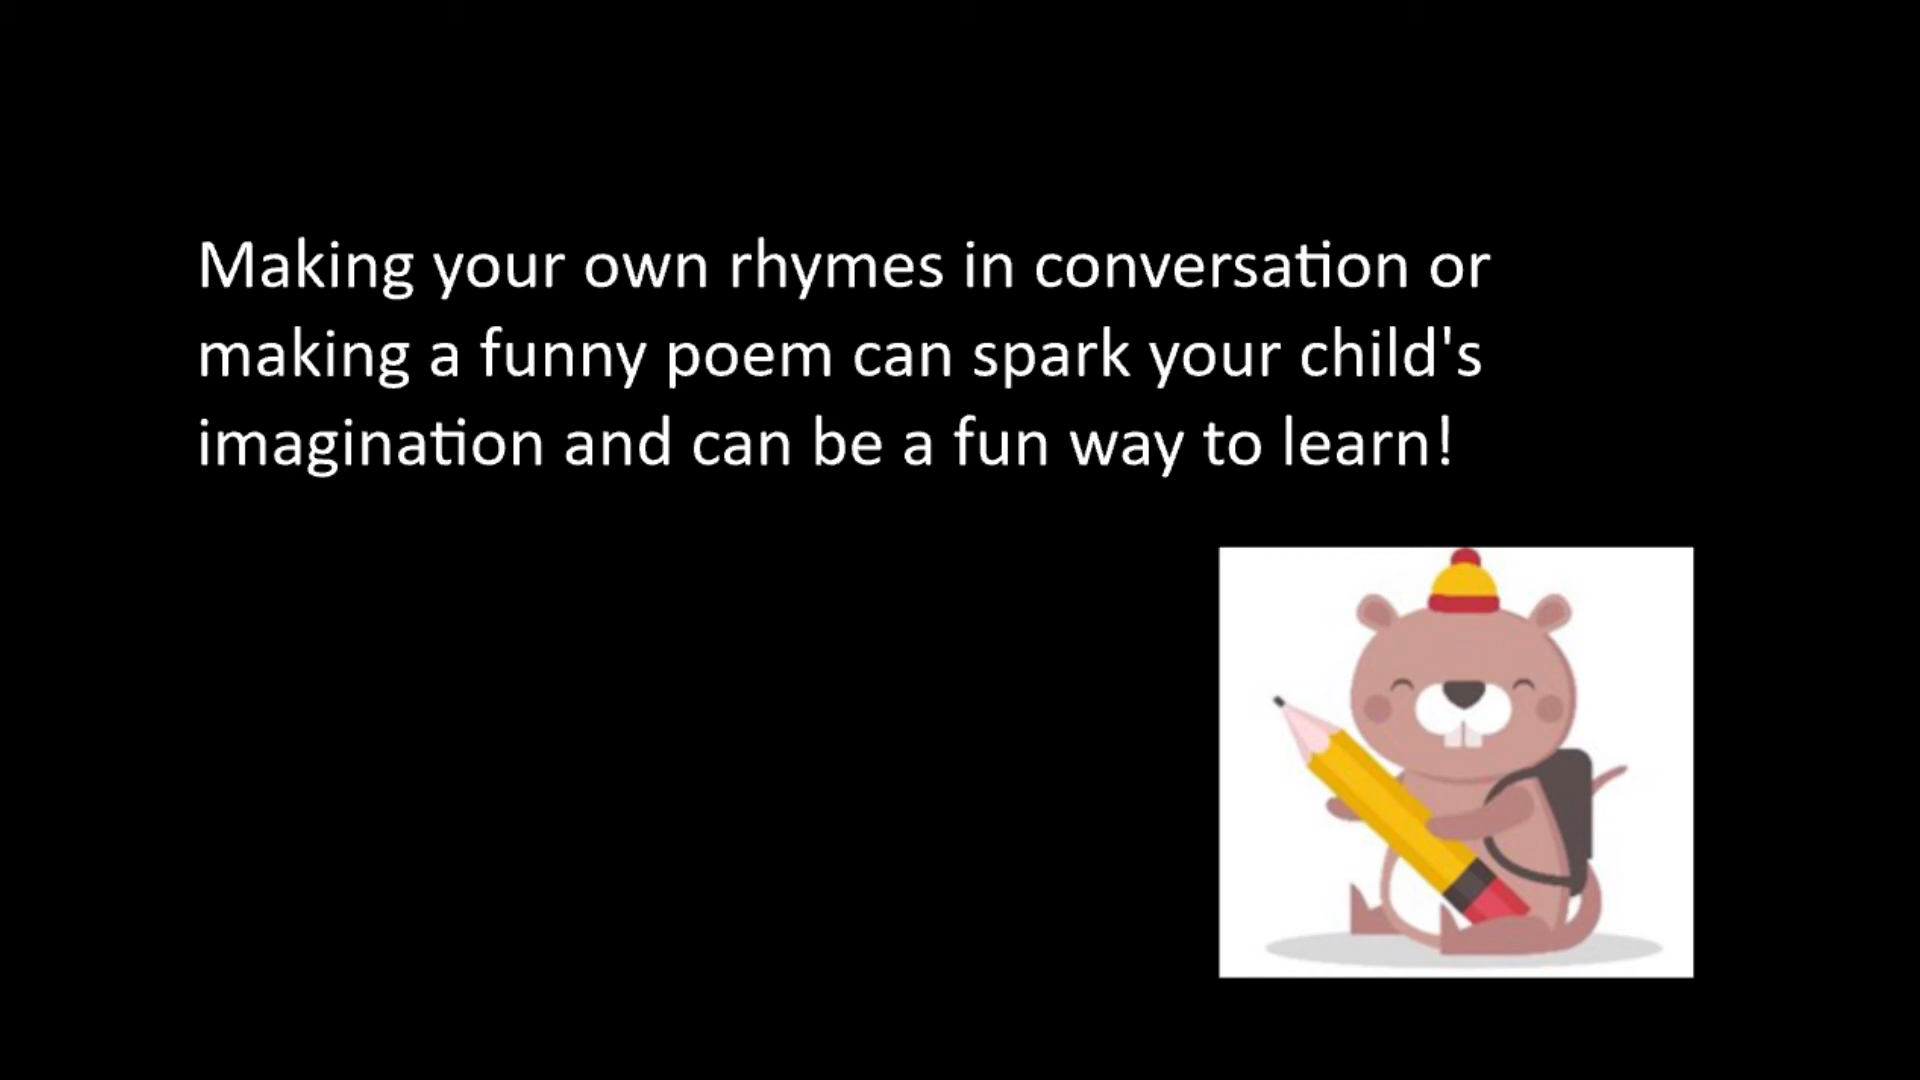 Making your own rhymes in conversation or
making a funny poem can spark your child's
imagination and can be a fun way to learn!